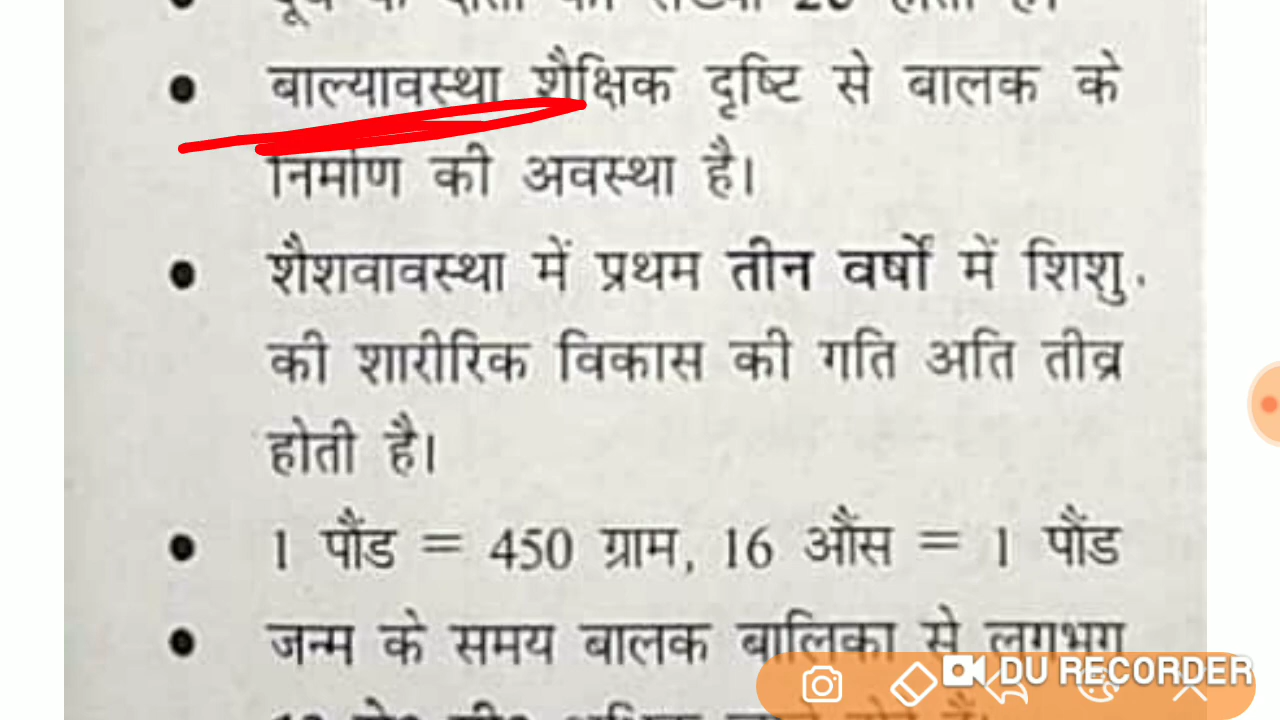 बाल्यावस्था शैक्षिक दृष्टि से बालक के
निर्माण की अवस्था है।
शैशवावस्था में प्रथम तीन वर्षों में शिशु
की शारीरिक विकास की गति अति तीव्र
होती है।
1 पौंड = 450 ग्राम, 16 औंस = 1 पौंड
जन्म के समय बालक बालिका से लगभग
DU RECORDER